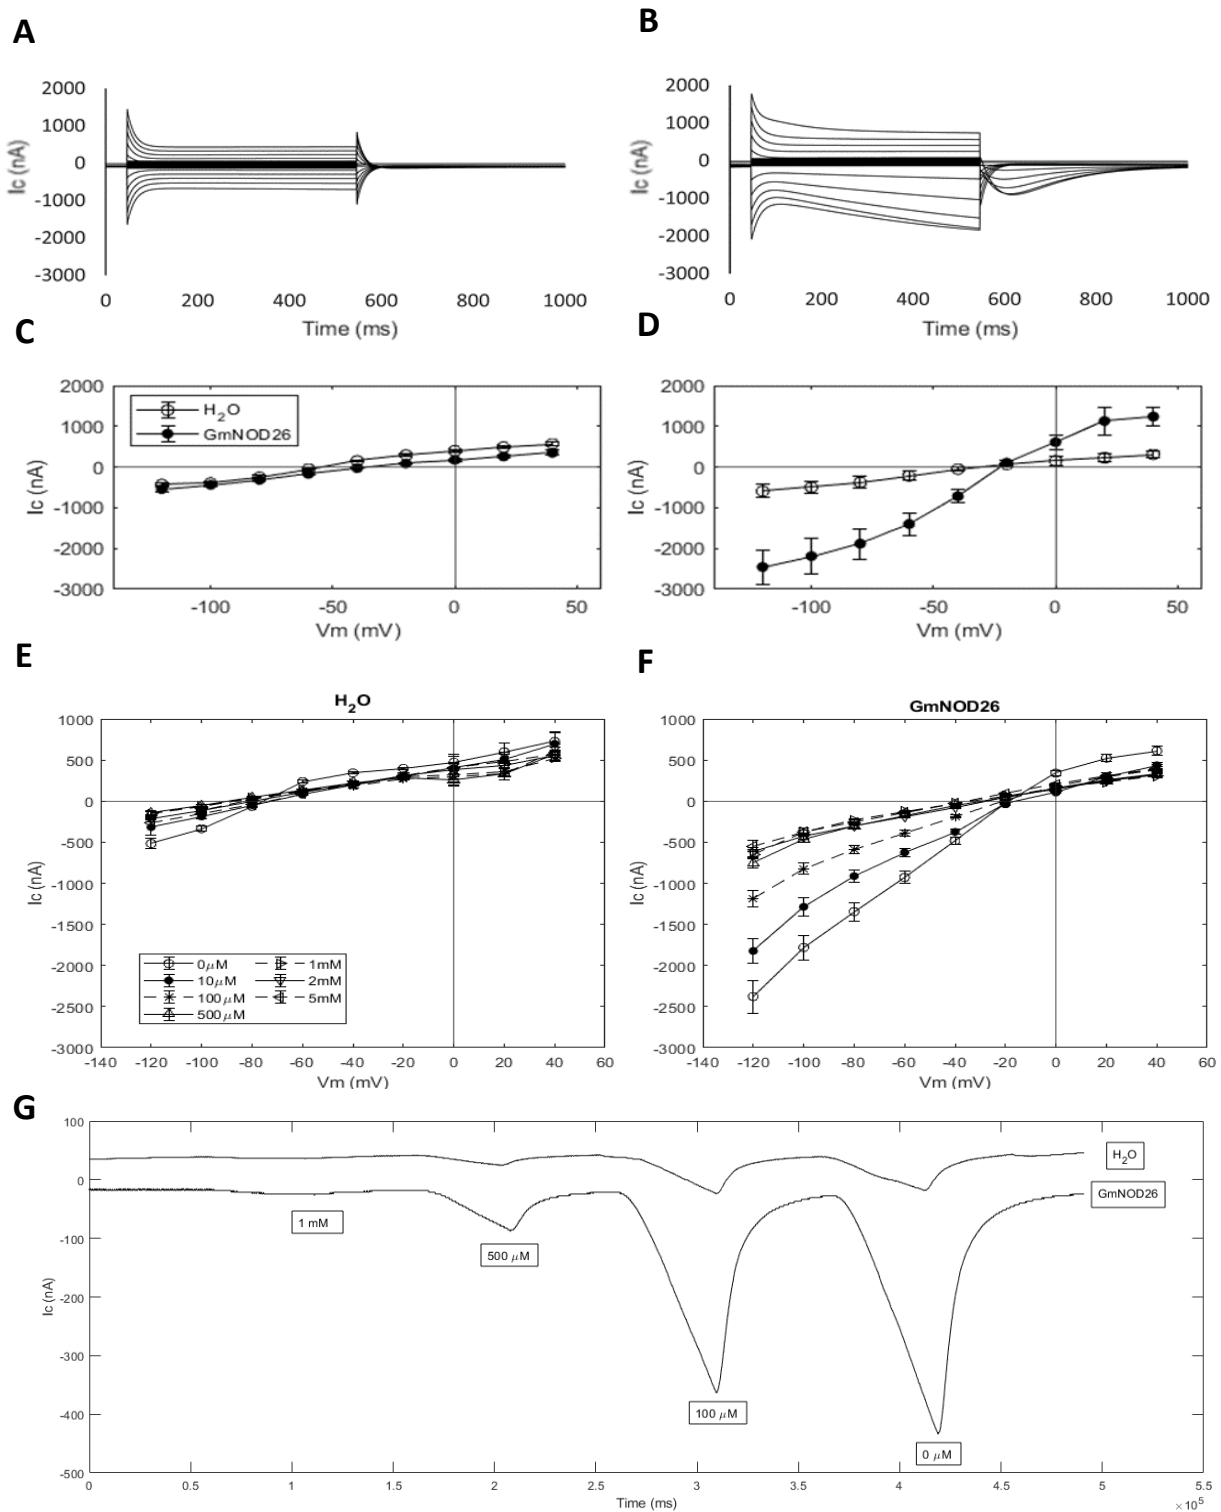 A
B
Ic (nA)
2000
1000
0
-1000
-2000
-3000
0 200 400 600 800 1000
Time (ms)
Ic (nA)
2000
1000
0
-1000
-2000
-3000
0 200 400 600 800 1000
Time (ms)
C
D
Ic (nA)
2000
1000
0
-1000
-2000
-3000
H2O
GmNOD26
-100 -50 0 50
Vm (mV)
Ic (nA)
2000
1000
0
-1000
-2000
-3000
-100 -50 0 50
Vm (mV)
E
F
H2O
Ic (nA)
1000
500
0
-500
-1000
-1500
-2000
-2500
-3000
0μM
10μM
100μM
500μM
1mM
2mM
5mM
-140 -120 -100 -80 -60 -40 -20 0 20 40 60
Vm (mV)
GmNOD26
Ic (nA)
1000
500
0
-500
-1000
-1500
-2000
-2500
-3000
-140 -120 -100 -80 -60 -40 -20 0 20 40 60
Vm (mV)
G
Ic (nA)
100
0
-100
-200
-300
-400
-500
H2O
GmNOD26
1 mM
500 μM
100 μM
0 μM
0 0.5 1 1.5 2 2.5 3 3.5 4 4.5 5 5.5
Time (ms)
×10^5